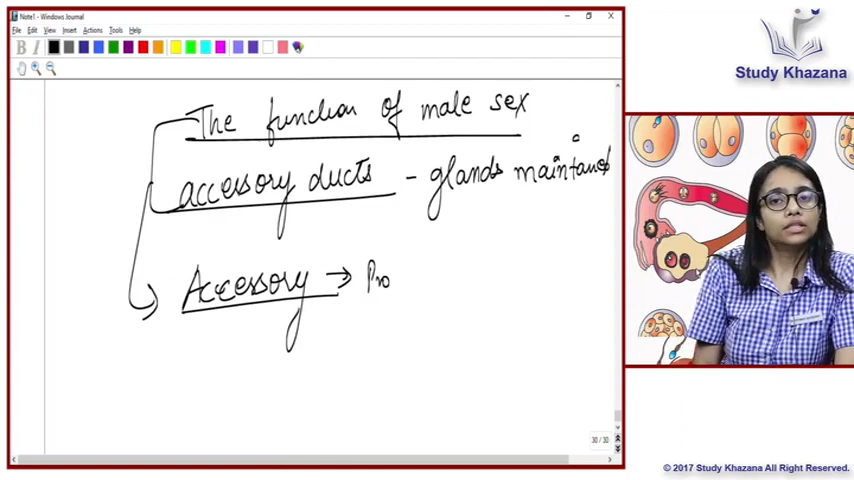 Note1 - Windows Journal
File Edit View Insert Actions Tools Help
B I
The function of male sex
accessory ducts - glands maintained
Accessory → Pro
30 / 30
Study Khazana
© 2017 Study Khazana All Right Reserved.